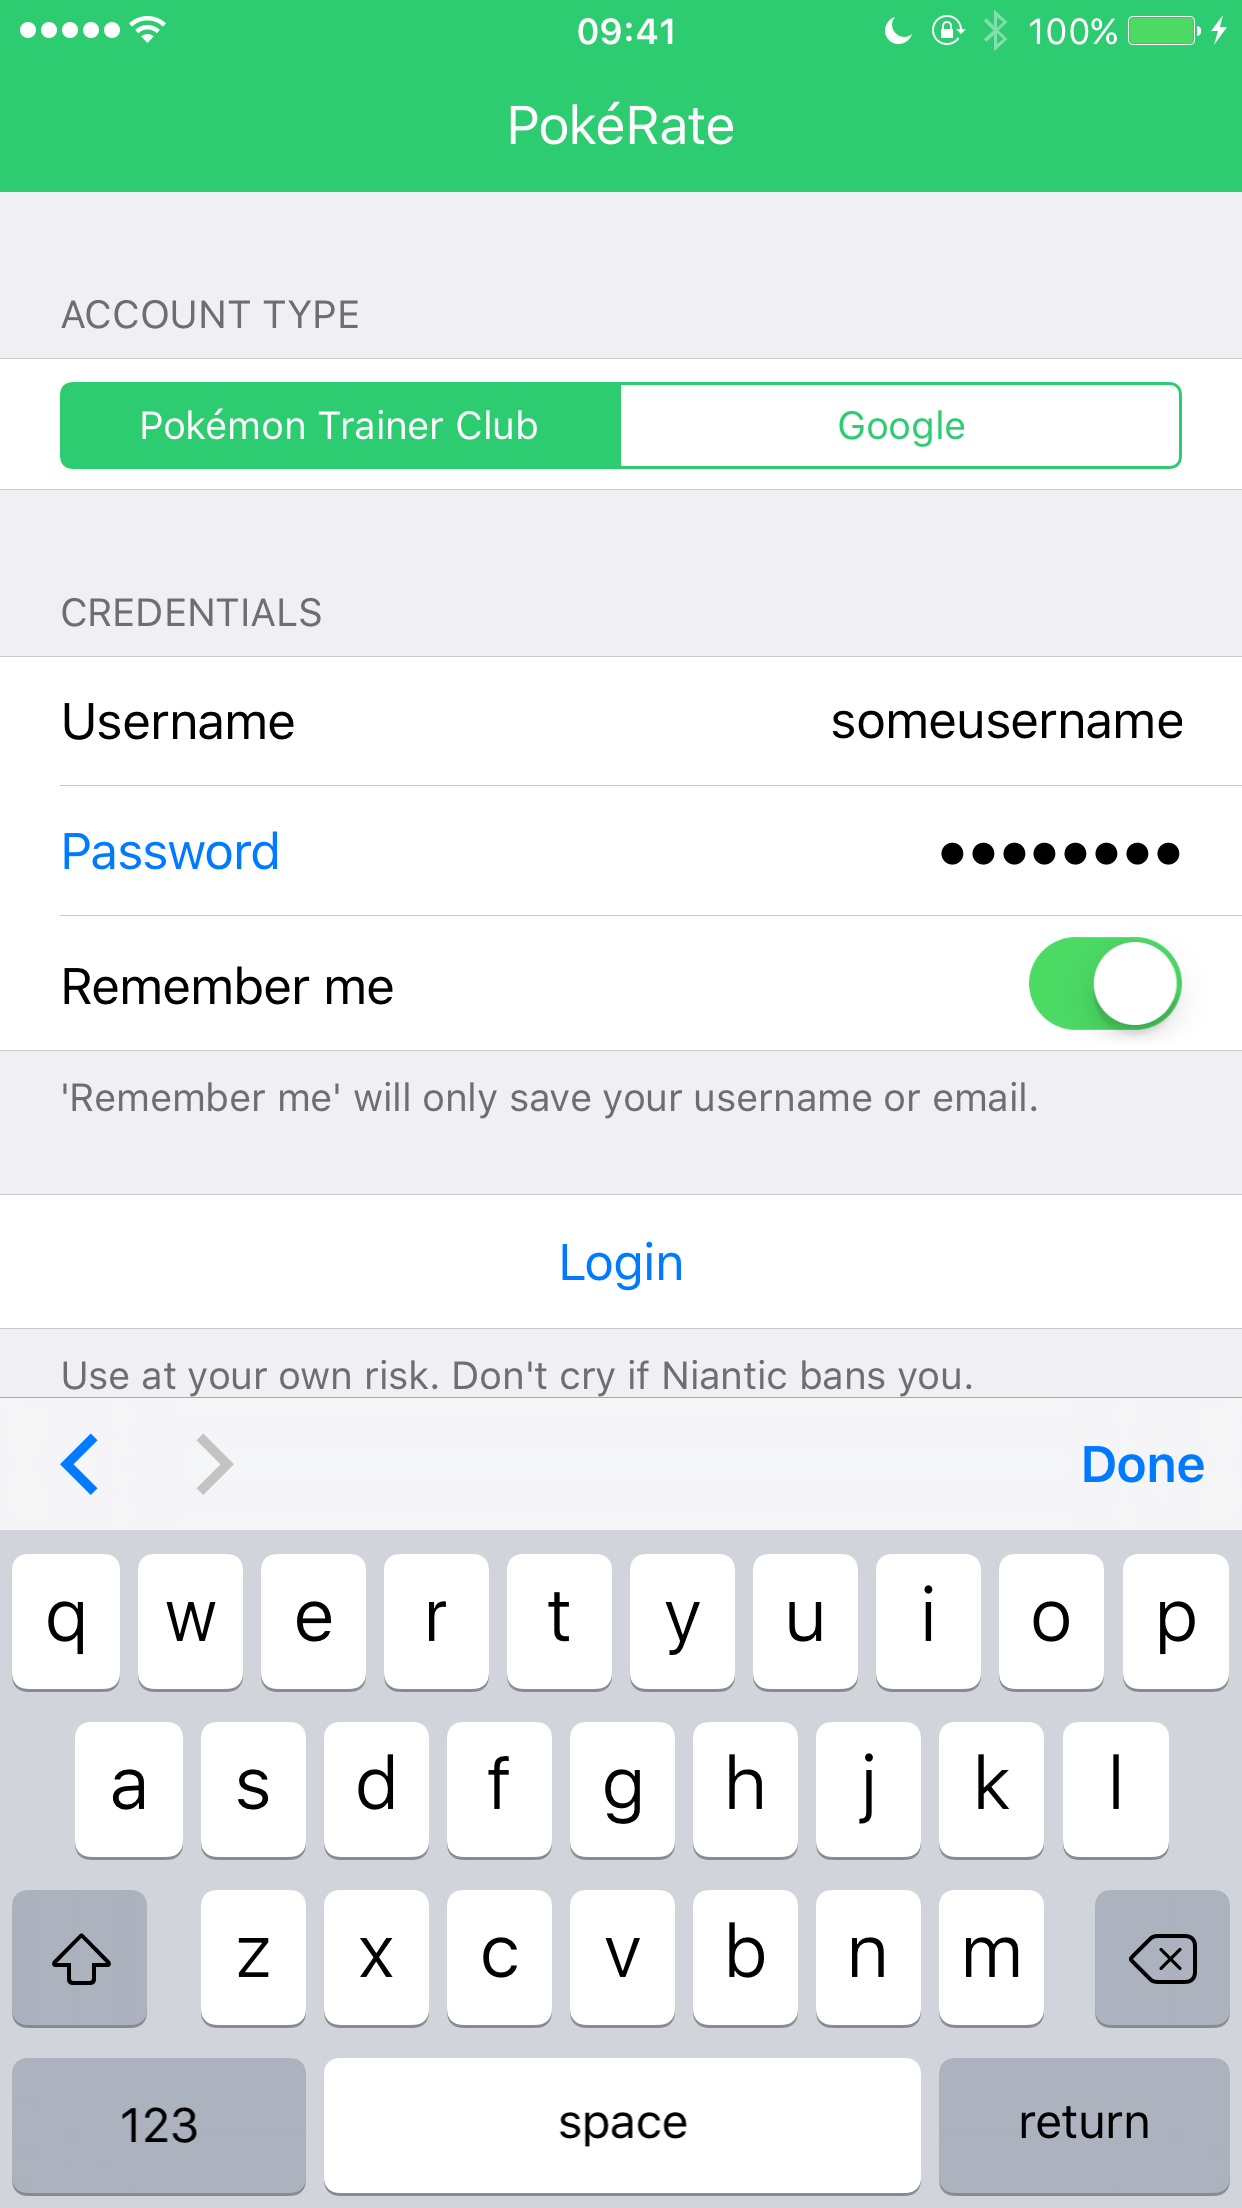 09:41 100%
PokéRate
ACCOUNT TYPE
Pokémon Trainer Club Google
CREDENTIALS
Username someusername
Password ●●●●●●●●
Remember me
'Remember me' will only save your username or email.
Login
Use at your own risk. Don't cry if Niantic bans you.
Done
q w e r t y u i o p
a s d f g h j k l
z x c v b n m
123 space return